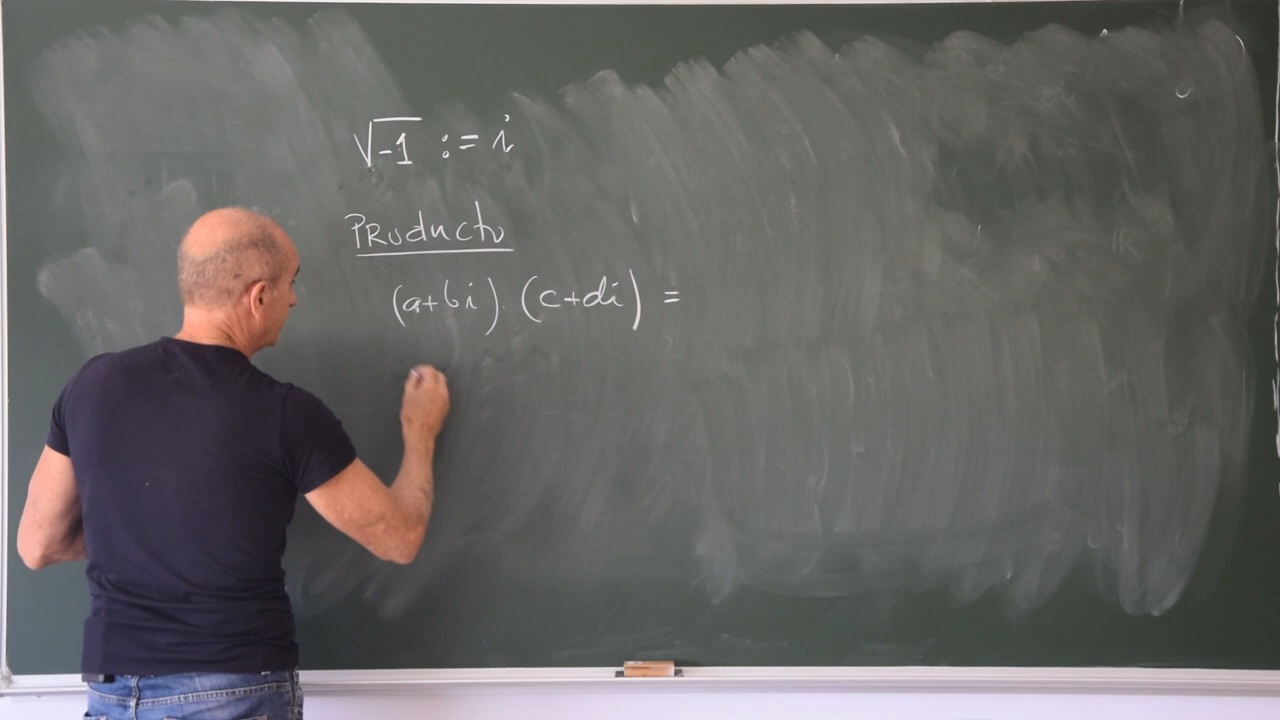 √-1 := i
Producto
(a+bi).(c+di) =